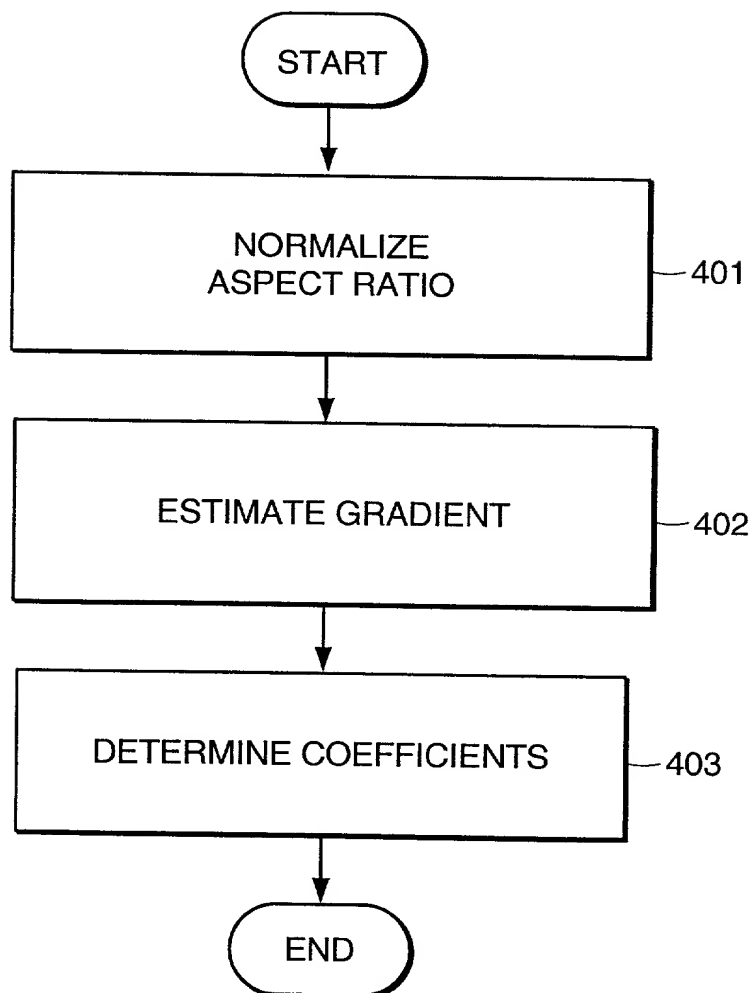 START
NORMALIZE
ASPECT RATIO
401
ESTIMATE GRADIENT
402
DETERMINE COEFFICIENTS
403
END